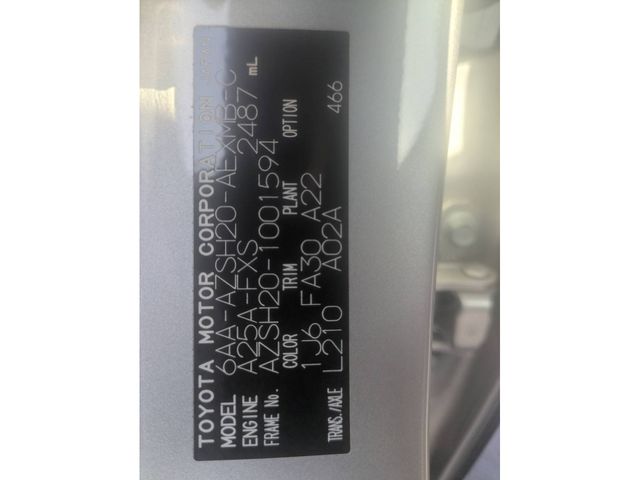 TOYOTA MOTOR CORPORATION JAPAN
MODEL 6AA-AZSH20-AEXMB-C
ENGINE A25A-FXS 2487 mL
FRAME No. AZSH20-1001594
COLOR TRIM PLANT OPTION
1J6 FA30 A22 466
TRANS./AXLE L210 A02A